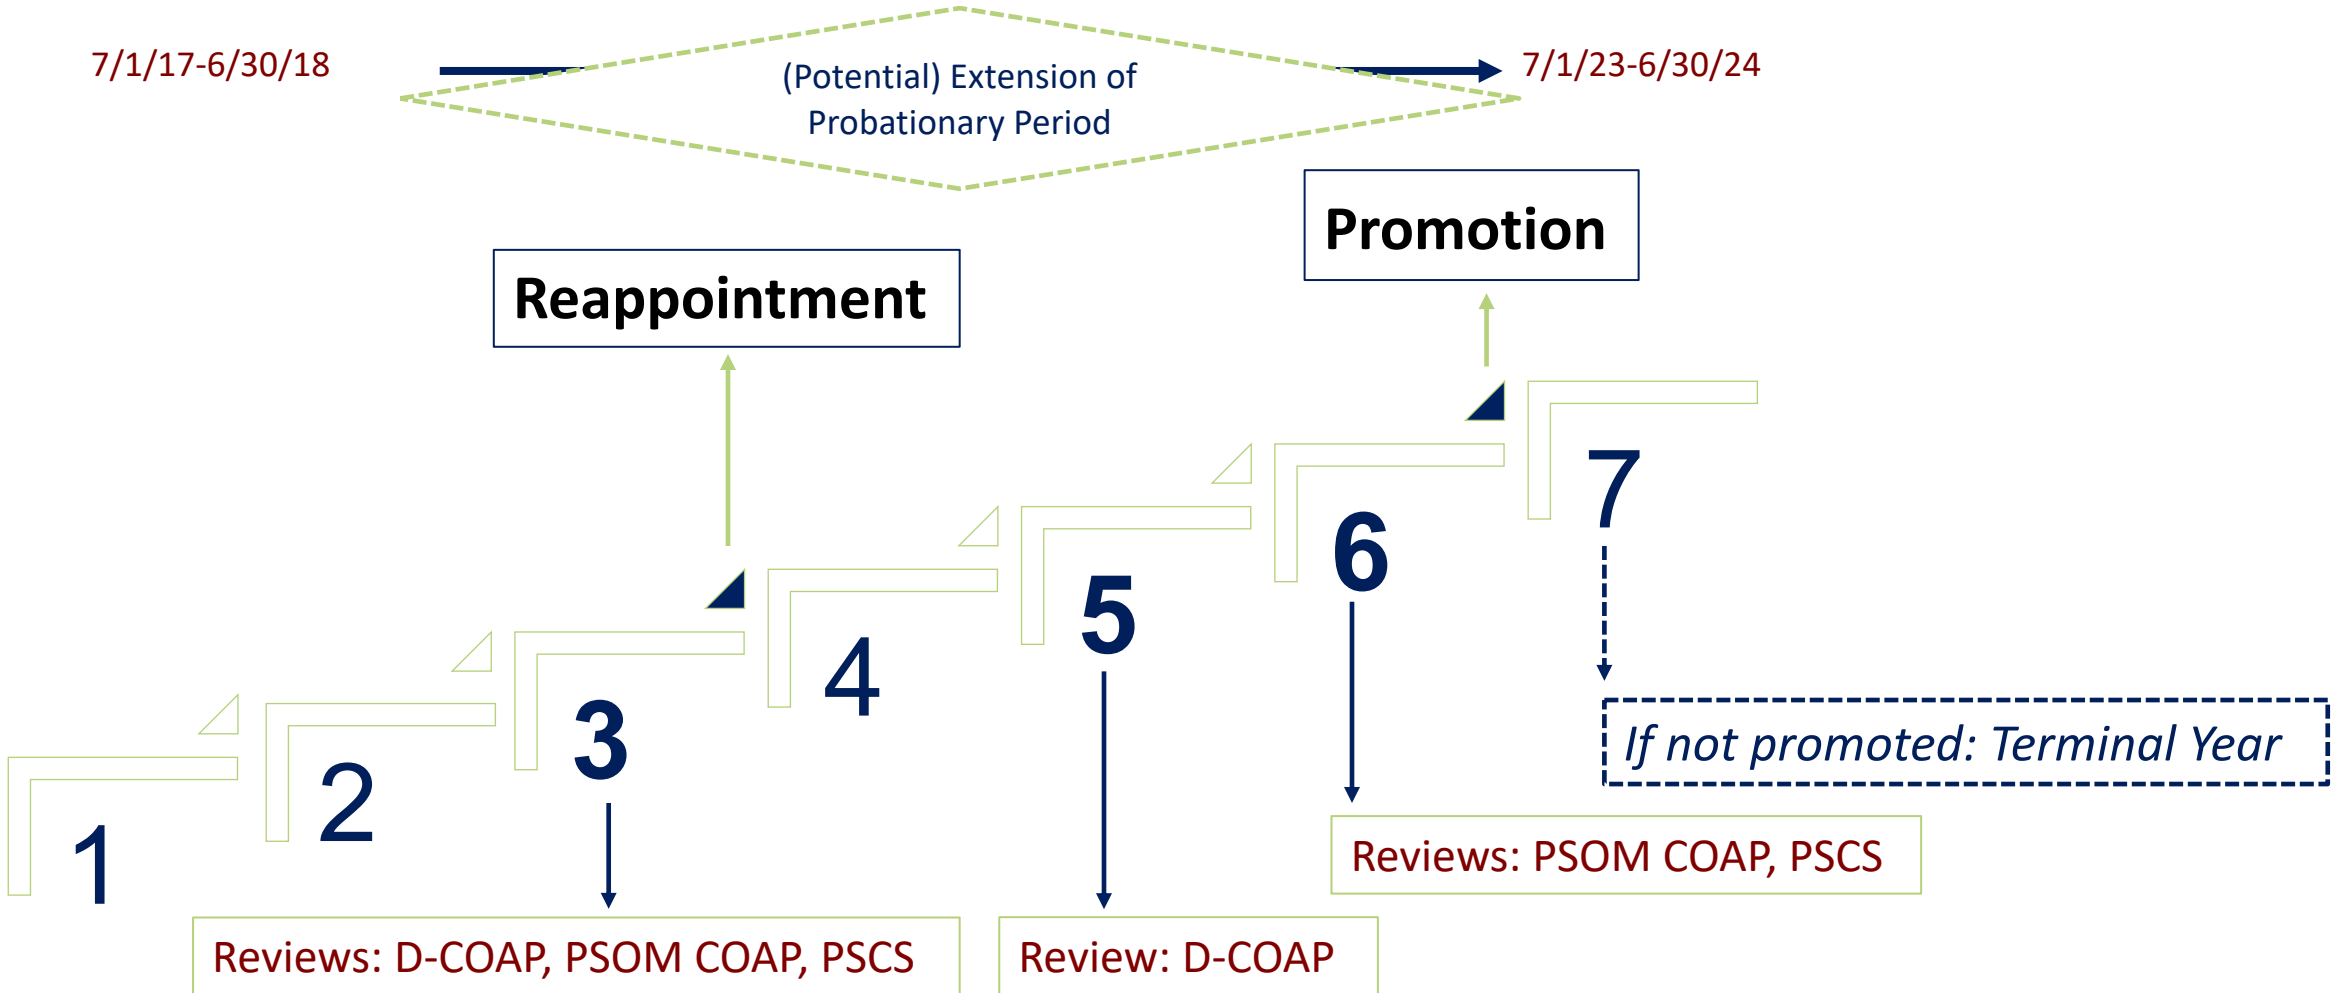 7/1/17-6/30/18
(Potential) Extension of
Probationary Period
7/1/23-6/30/24
Promotion
Reappointment
1
2
3
4
5
6
7
If not promoted: Terminal Year
Reviews: PSOM COAP, PSCS
Reviews: D-COAP, PSOM COAP, PSCS
Review: D-COAP